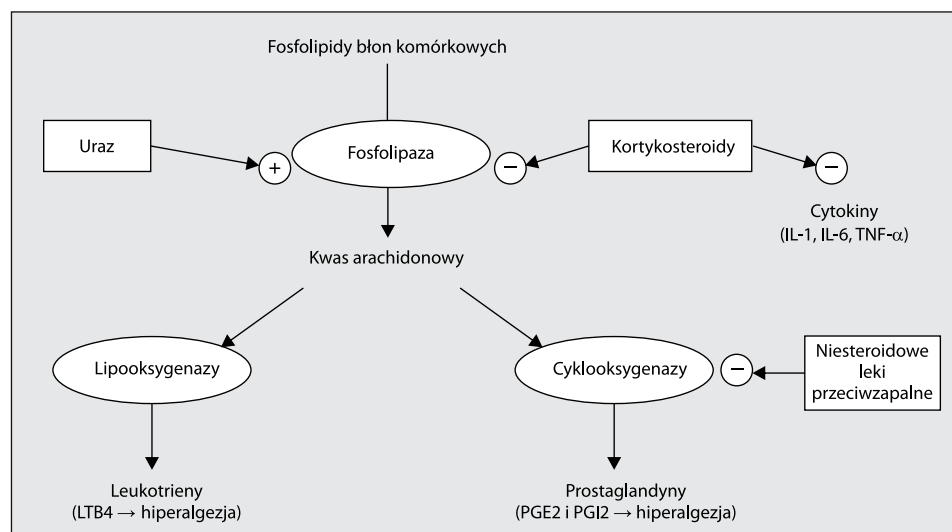 Fosfolipidy błon komórkowych
Uraz
+
Fosfolipaza
−
Kortykosteroidy
−
Cytokiny
(IL-1, IL-6, TNF-α)
Kwas arachidonowy
Lipooksygenazy
Cyklooksygenazy
−
Niesteroidowe
leki
przeciwzapalne
Leukotrieny
(LTB4 → hiperalgezja)
Prostaglandyny
(PGE2 i PGI2 → hiperalgezja)